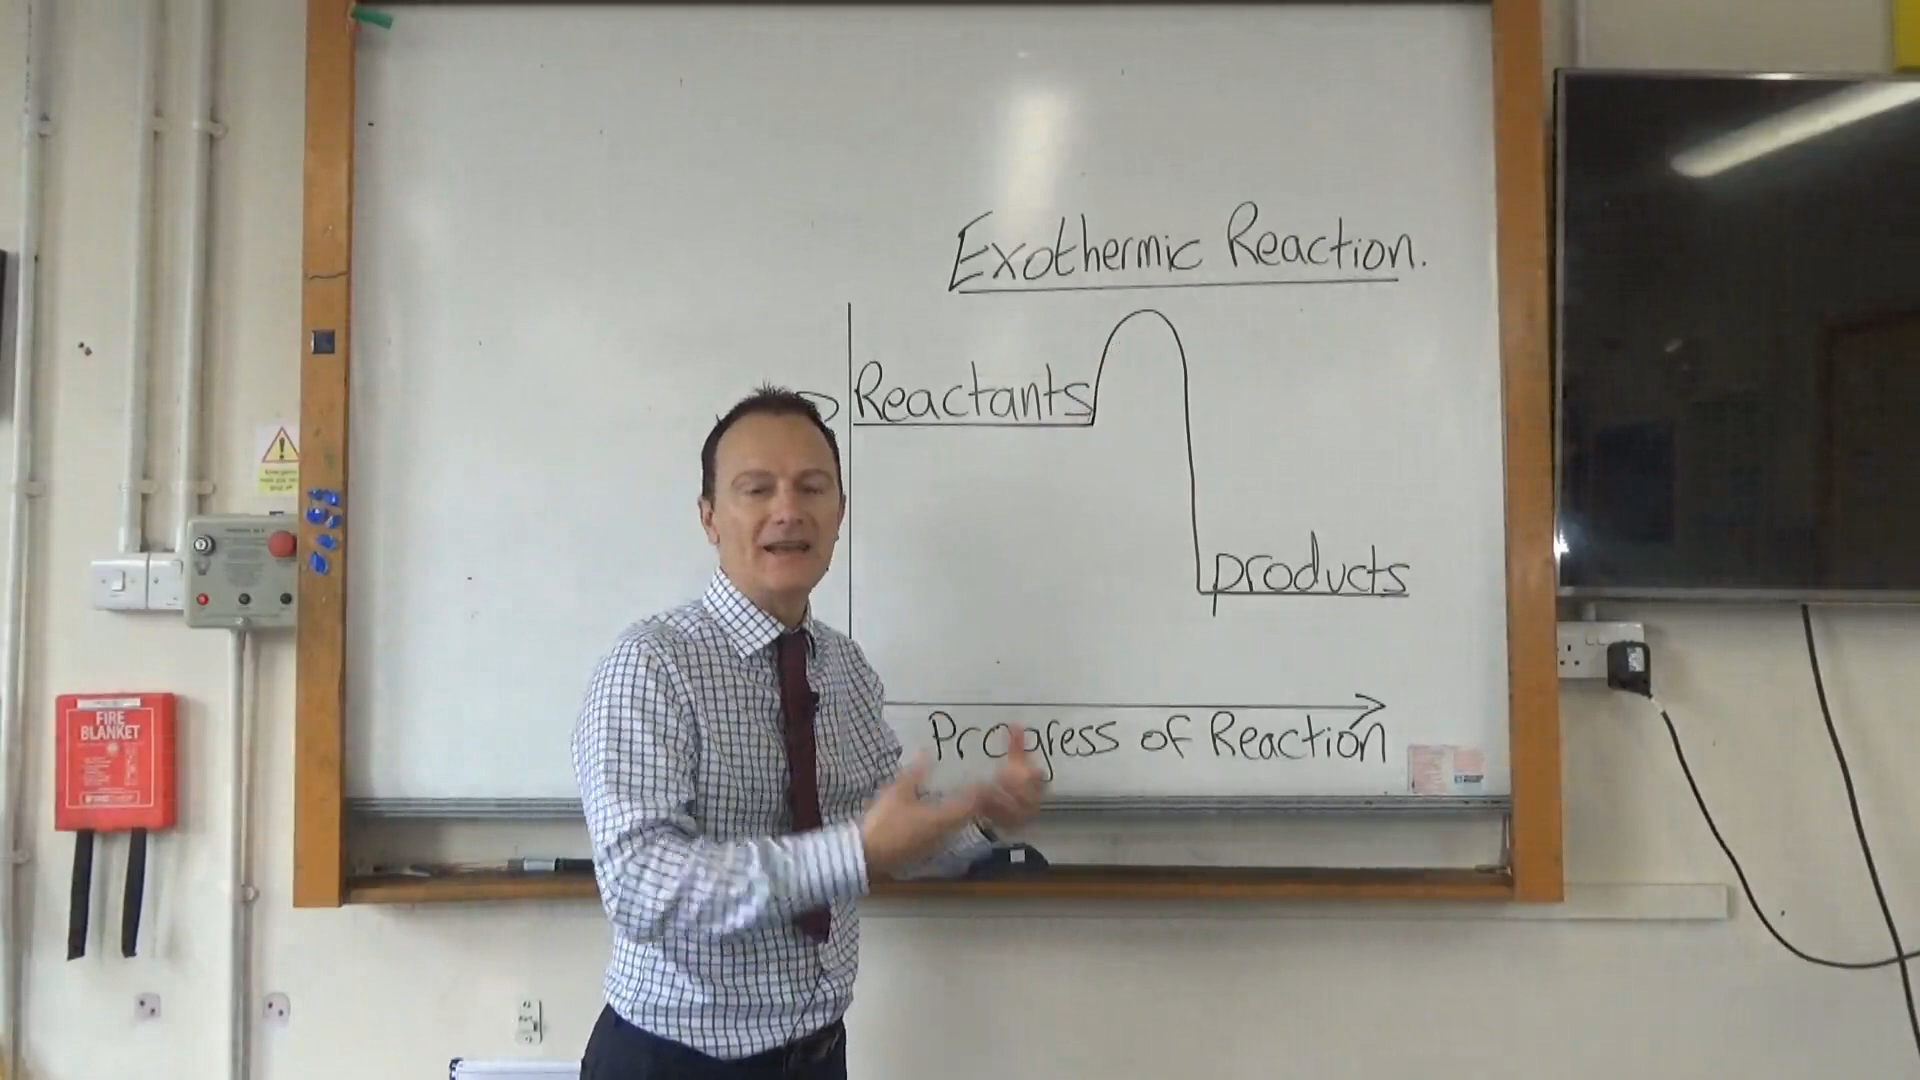 Exothermic Reaction.
Reactants
products
Progress of Reaction
FIRE
BLANKET